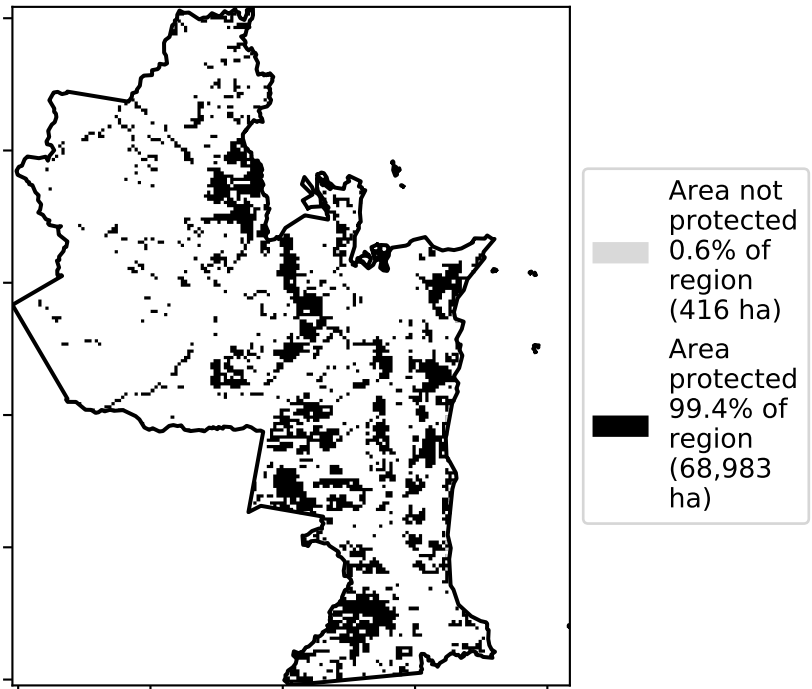 Area not
protected
0.6% of
region
(416 ha)
Area
protected
99.4% of
region
(68,983
ha)